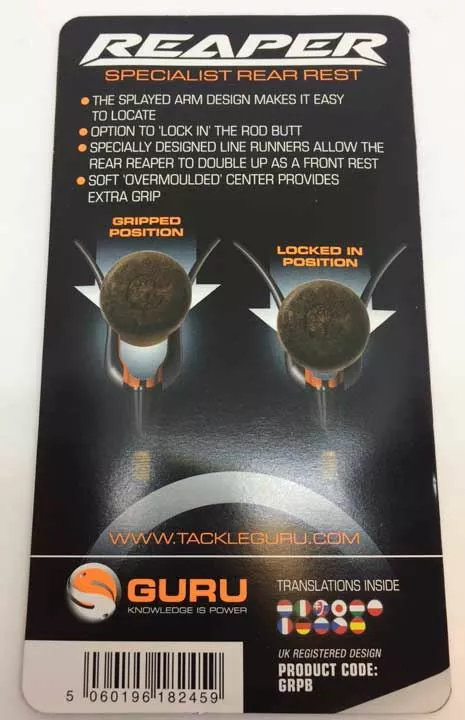 REAPER
SPECIALIST REAR REST
• THE SPLAYED ARM DESIGN MAKES IT EASY
TO LOCATE
• OPTION TO 'LOCK IN' THE ROD BUTT
• SPECIALLY DESIGNED LINE RUNNERS ALLOW THE
REAR REAPER TO DOUBLE UP AS A FRONT REST
• SOFT 'OVERMOULDED' CENTER PROVIDES
EXTRA GRIP
GRIPPED
POSITION
LOCKED IN
POSITION
WWW.TACKLEGURU.COM
GURU
KNOWLEDGE IS POWER
TRANSLATIONS INSIDE
UK REGISTERED DESIGN
PRODUCT CODE:
GRPB
5 060196 182459